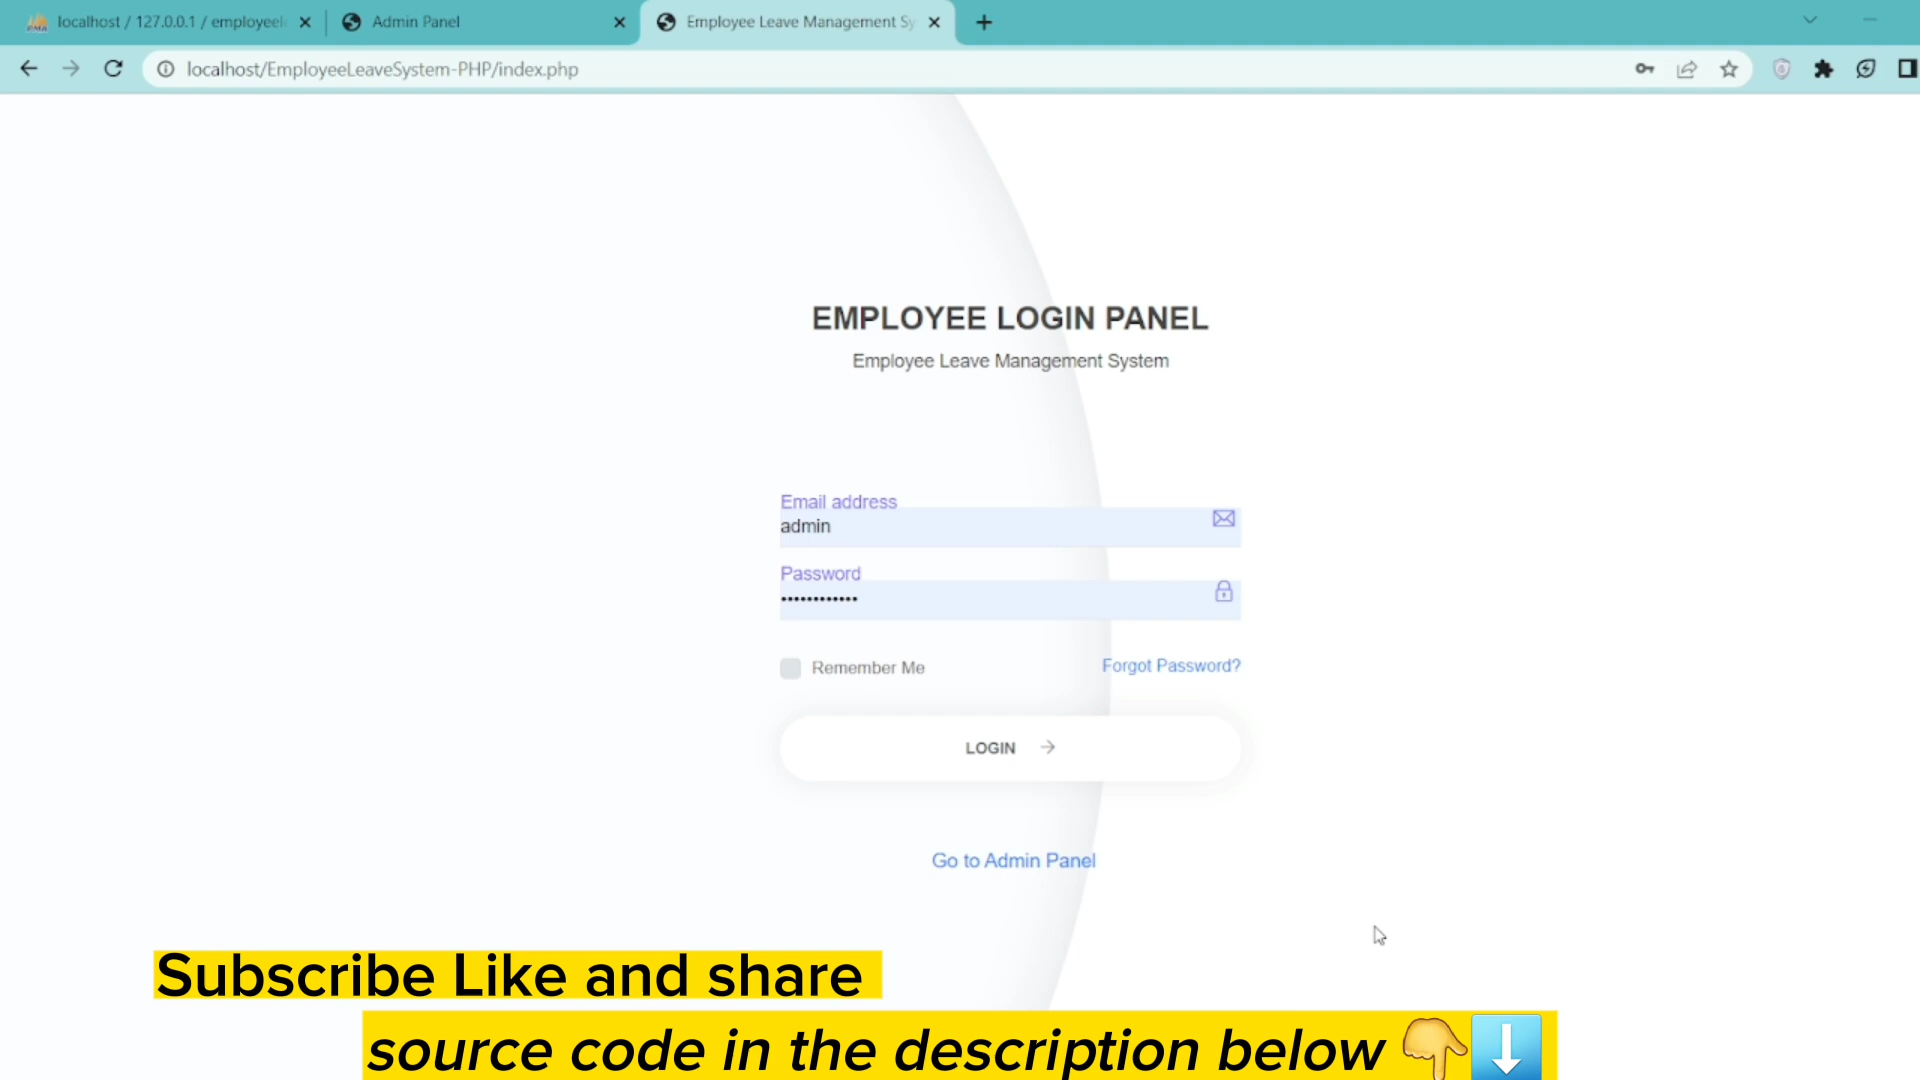 localhost / 127.0.0.1 / employeel
Admin Panel
Employee Leave Management Sy
localhost/EmployeeLeaveSystem-PHP/index.php
EMPLOYEE LOGIN PANEL
Employee Leave Management System
Email address
admin
Password
••••••••••••
Remember Me
Forgot Password?
LOGIN
Go to Admin Panel
Subscribe Like and share
source code in the description below